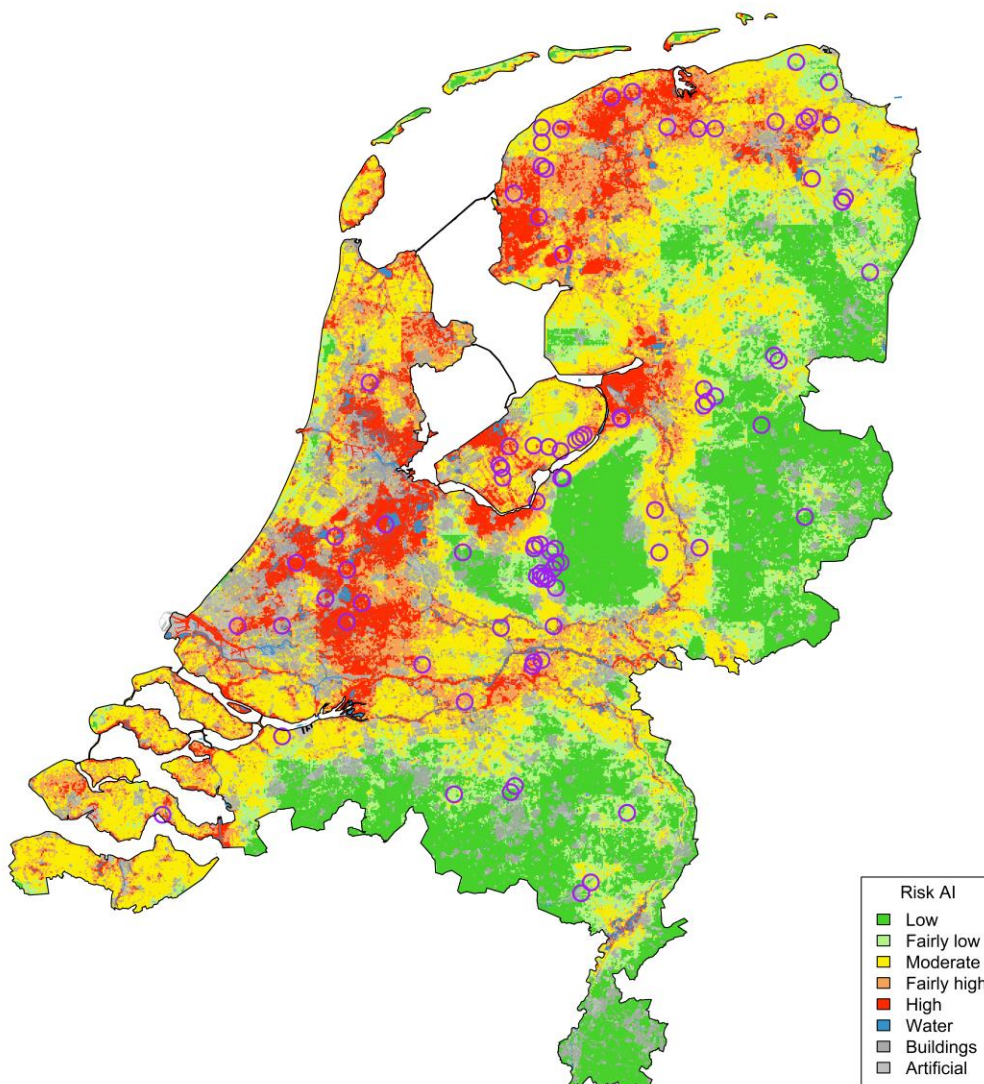 Risk AI
Low
Fairly low
Moderate
Fairly high
High
Water
Buildings
Artificial